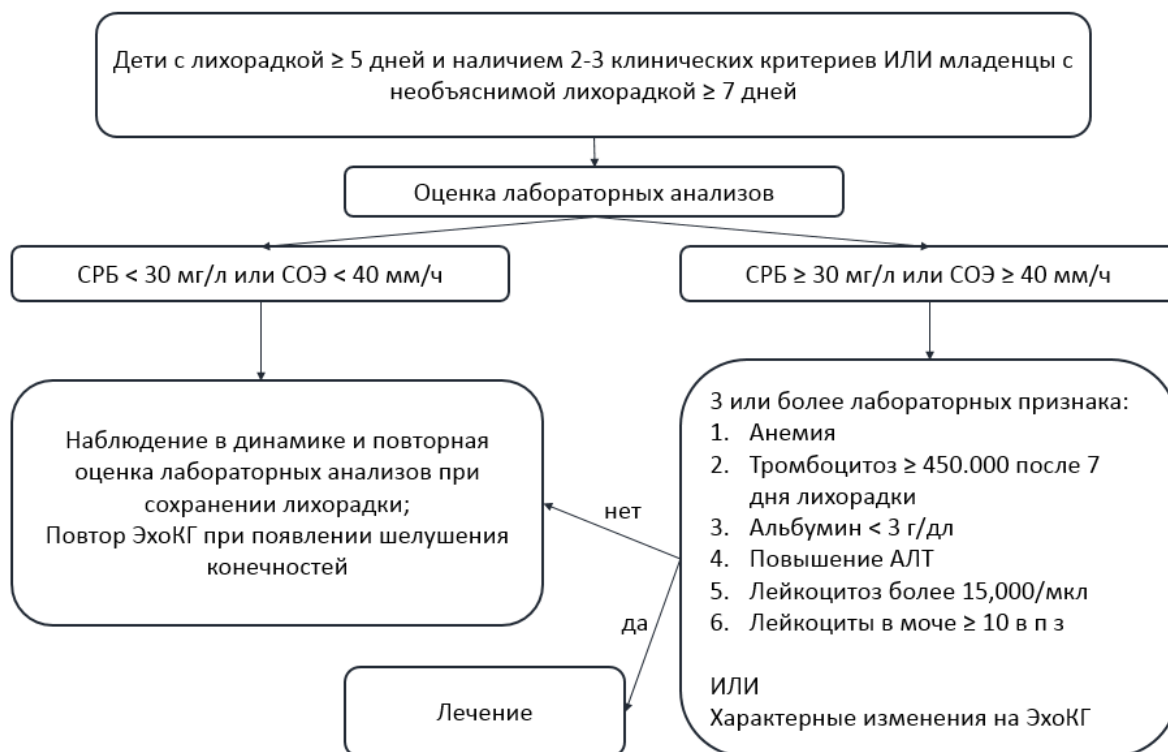 Дети с лихорадкой ≥ 5 дней и наличием 2-3 клинических критериев ИЛИ младенцы с
необъяснимой лихорадкой ≥ 7 дней
Оценка лабораторных анализов
СРБ < 30 мг/л или СОЭ < 40 мм/ч
СРБ ≥ 30 мг/л или СОЭ ≥ 40 мм/ч
Наблюдение в динамике и повторная
оценка лабораторных анализов при
сохранении лихорадки;
Повтор ЭхоКГ при появлении шелушения
конечностей
3 или более лабораторных признака:
1. Анемия
2. Тромбоцитоз ≥ 450.000 после 7
дня лихорадки
3. Альбумин < 3 г/дл
4. Повышение АЛТ
5. Лейкоцитоз более 15,000/мкл
6. Лейкоциты в моче ≥ 10 в п з
ИЛИ
Характерные изменения на ЭхоКГ
нет
да
Лечение